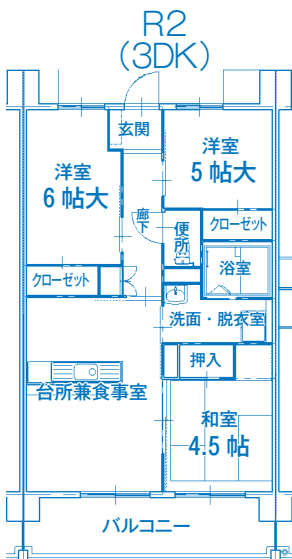 R2
(3DK)
玄関
洋室
5帖大
洋室
6帖大
廊下
便所
クローゼット
浴室
クローゼット
洗面・脱衣室
押入
台所兼食事室
和室
4.5帖
バルコニー